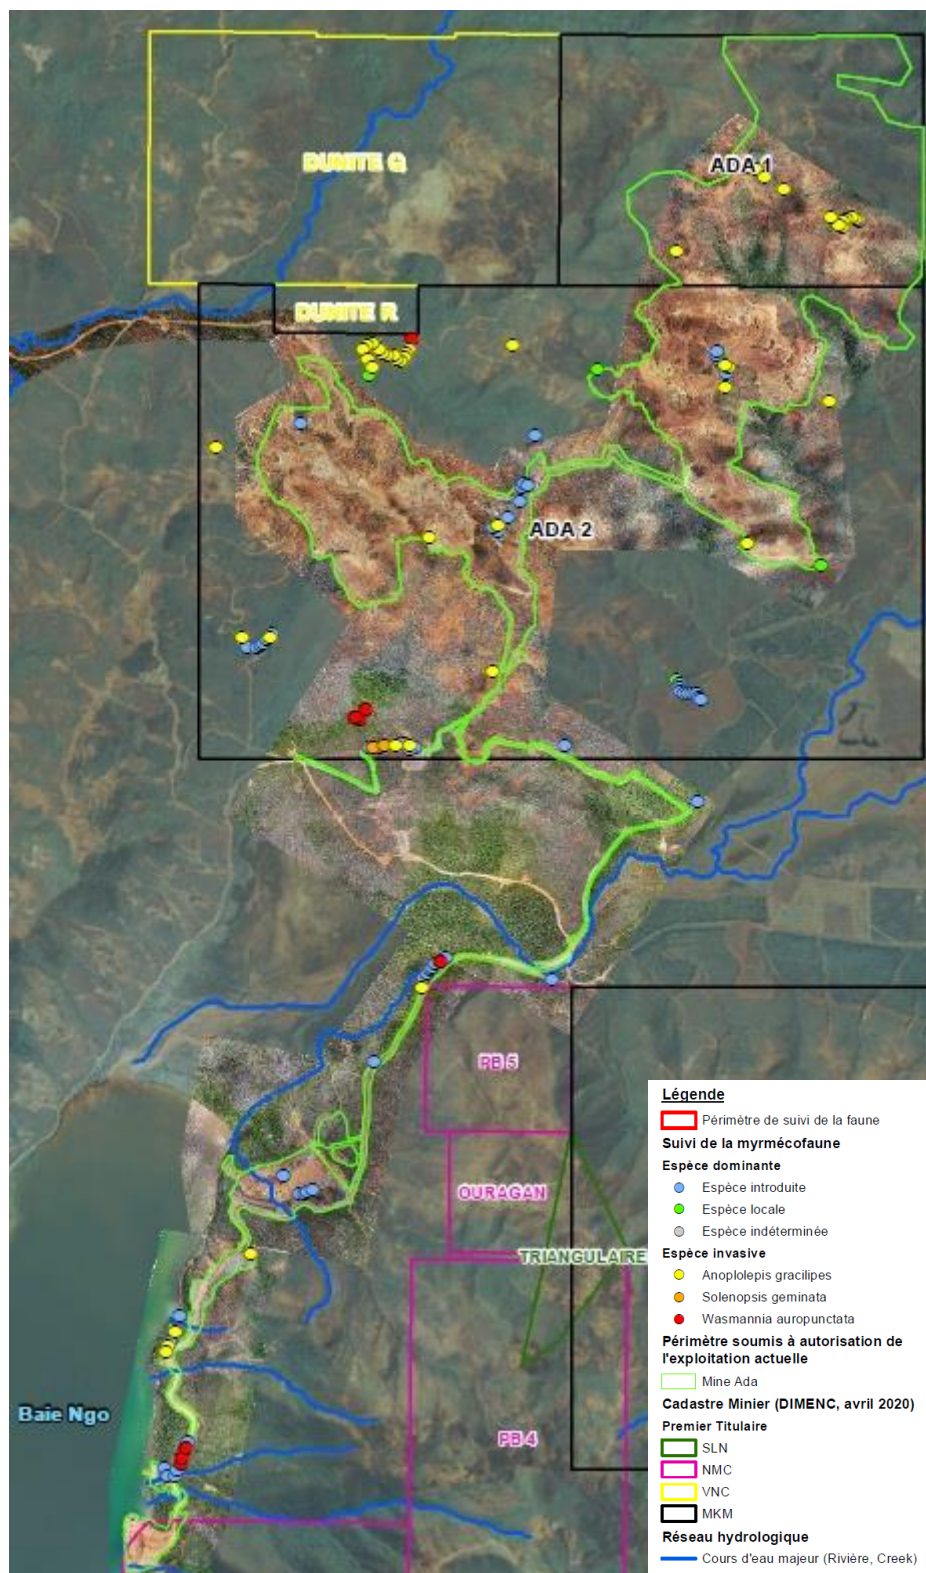 DUNITE Q
ADA 1
DUNITE R
ADA 2
PB 5
OURAGAN
TRIANGULAIRE
Baie Ngo
PB 4
Légende
Périmètre de suivi de la faune
Suivi de la myrmécofaune
Espèce dominante
Espèce introduite
Espèce locale
Espèce indéterminée
Espèce invasive
Anoplolepis gracilipes
Solenopsis geminata
Wasmannia auropunctata
Périmètre soumis à autorisation de
l'exploitation actuelle
Mine Ada
Cadastre Minier (DIMENC, avril 2020)
Premier Titulaire
SLN
NMC
VNC
MKM
Réseau hydrologique
Cours d'eau majeur (Rivière, Creek)